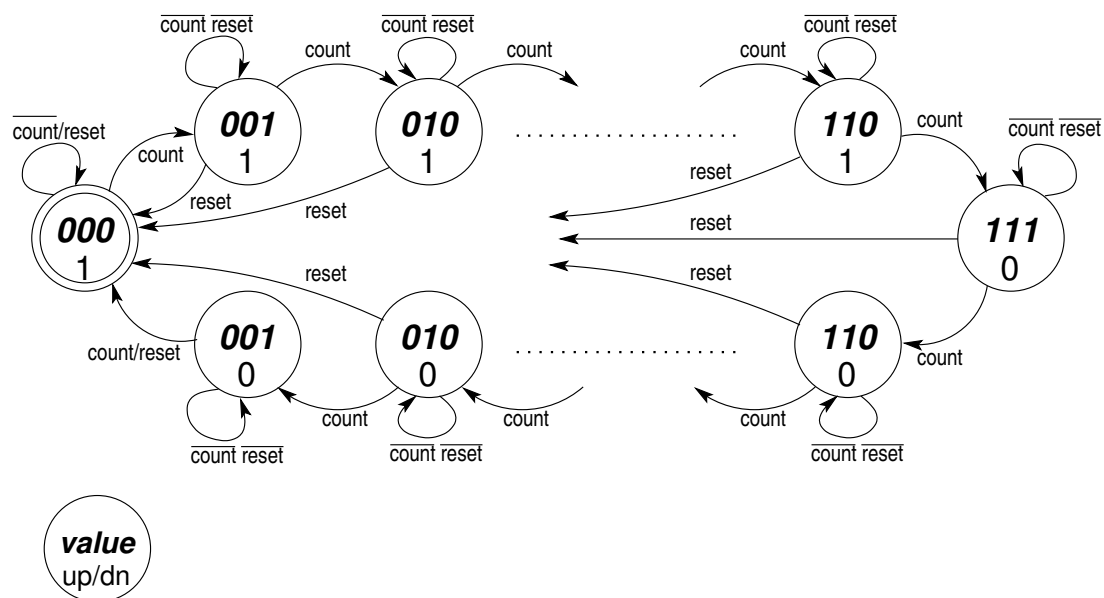 count reset
count reset
count reset
count
count
count
001
1
010
1
110
1
count
count reset
count/reset
count
reset
reset
reset
reset
000
1
111
0
reset
reset
count/reset
001
0
010
0
110
0
count
count
count
count
count reset
count reset
count reset
value
up/dn